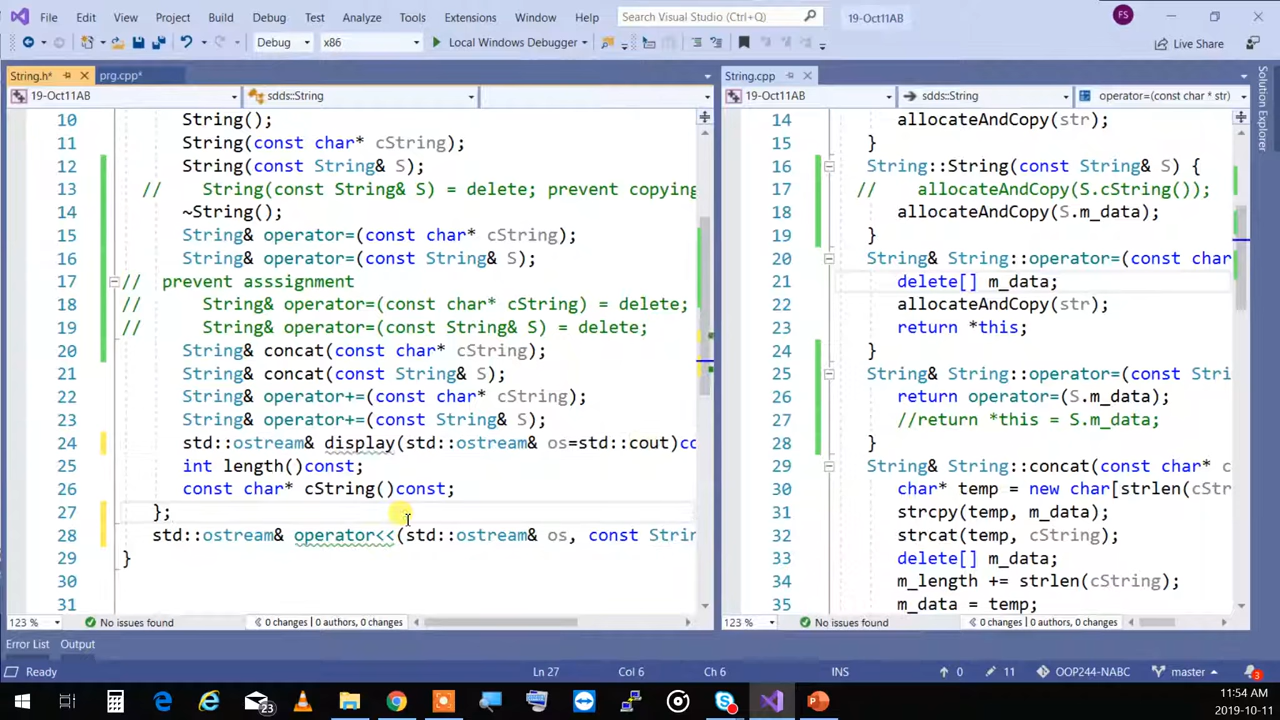 File Edit View Project Build Debug Test Analyze Tools Extensions Window Help Search Visual Studio (Ctrl+Q) 19-Oct11AB FS
Debug x86 Local Windows Debugger Live Share
String.h* prg.cpp* String.cpp
19-Oct11AB sdds::String 19-Oct11AB sdds::String operator=(const char * str)
10 String();
11 String(const char* cString);
12 String(const String& S);
13 // String(const String& S) = delete; prevent copying
14 ~String();
15 String& operator=(const char* cString);
16 String& operator=(const String& S);
17 // prevent asssignment
18 // String& operator=(const char* cString) = delete;
19 // String& operator=(const String& S) = delete;
20 String& concat(const char* cString);
21 String& concat(const String& S);
22 String& operator+=(const char* cString);
23 String& operator+=(const String& S);
24 std::ostream& display(std::ostream& os=std::cout)co
25 int length()const;
26 const char* cString()const;
27 };
28 std::ostream& operator<<(std::ostream& os, const Strin
29 }
30
31
14 allocateAndCopy(str);
15 }
16 String::String(const String& S) {
17 // allocateAndCopy(S.cString());
18 allocateAndCopy(S.m_data);
19 }
20 String& String::operator=(const char
21 delete[] m_data;
22 allocateAndCopy(str);
23 return *this;
24 }
25 String& String::operator=(const Stri
26 return operator=(S.m_data);
27 //return *this = S.m_data;
28 }
29 String& String::concat(const char* c
30 char* temp = new char[strlen(cStr
31 strcpy(temp, m_data);
32 strcat(temp, cString);
33 delete[] m_data;
34 m_length += strlen(cString);
35 m_data = temp;
123 % No issues found 0 changes | 0 authors, 0 changes 123 % No issues found 0 changes | 0 authors, 0 changes
Error List Output
Ready Ln 27 Col 6 Ch 6 INS 0 11 OOP244-NABC master 3
23
11:54 AM
2019-10-11
Solution Explorer